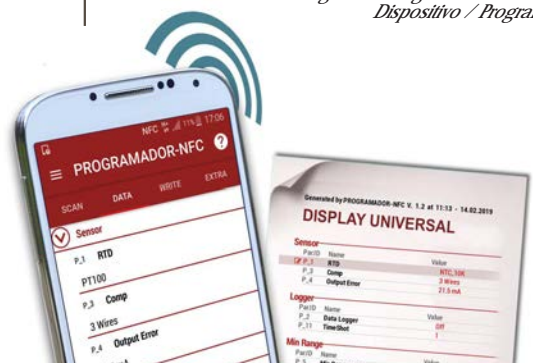 Dispositivo / Progra
NFC 11% 17:06
PROGRAMADOR-NFC ?
SCAN DATA WRITE EXTRA
Sensor
P_1 RTD
PT100
P_3 Comp
3 Wires
P_4 Output Error
Generated by PROGRAMADOR-NFC V. 1.2 at 11:13 - 14.02.2019
DISPLAY UNIVERSAL
Sensor
ParID Name Value
P_1 RTD NTC_10K
P_3 Comp 3 Wires
P_4 Output Error 21.5 mA
Logger
ParID Name Value
P_2 Data Logger Off
P_11 TimeShot 1
Min Range
ParID Name Value